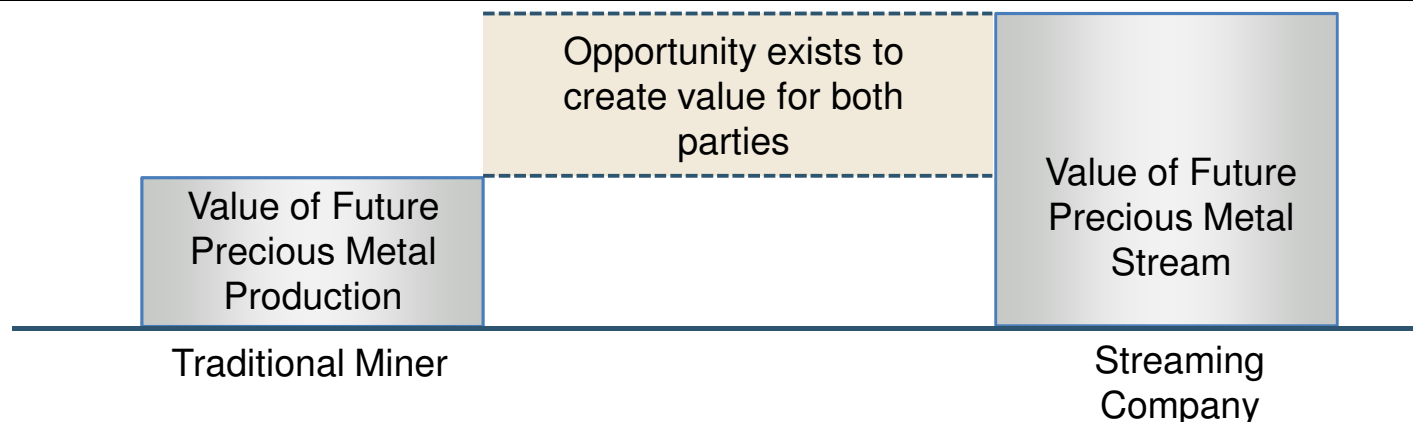 Opportunity exists to
create value for both
parties
Value of Future
Precious Metal
Production
Value of Future
Precious Metal
Stream
Traditional Miner
Streaming
Company